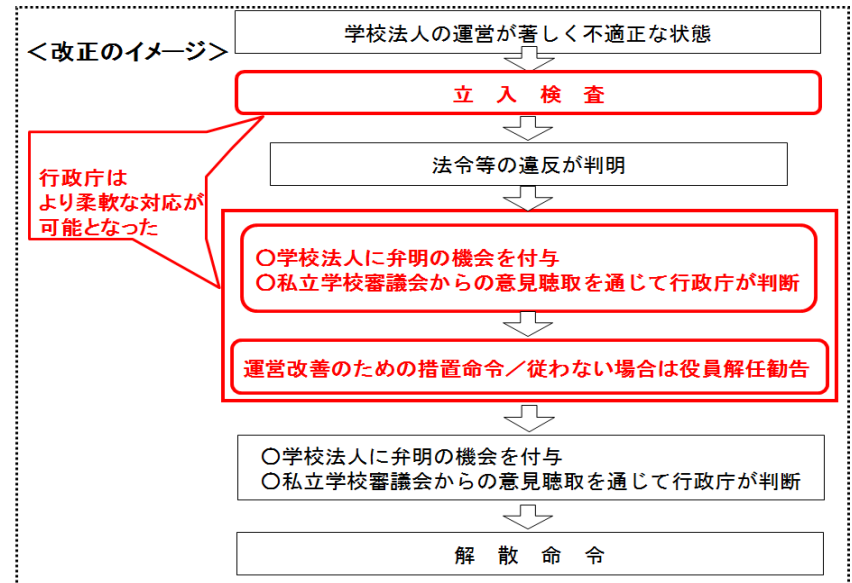 学校法人の運営が著しく不適正な状態
＜改正のイメージ＞
立　入　検　査
法令等の違反が判明
行政庁は
より柔軟な対応が
可能となった
○学校法人に弁明の機会を付与
○私立学校審議会からの意見聴取を通じて行政庁が判断
運営改善のための措置命令／従わない場合は役員解任勧告
○学校法人に弁明の機会を付与
○私立学校審議会からの意見聴取を通じて行政庁が判断
解　散　命　令